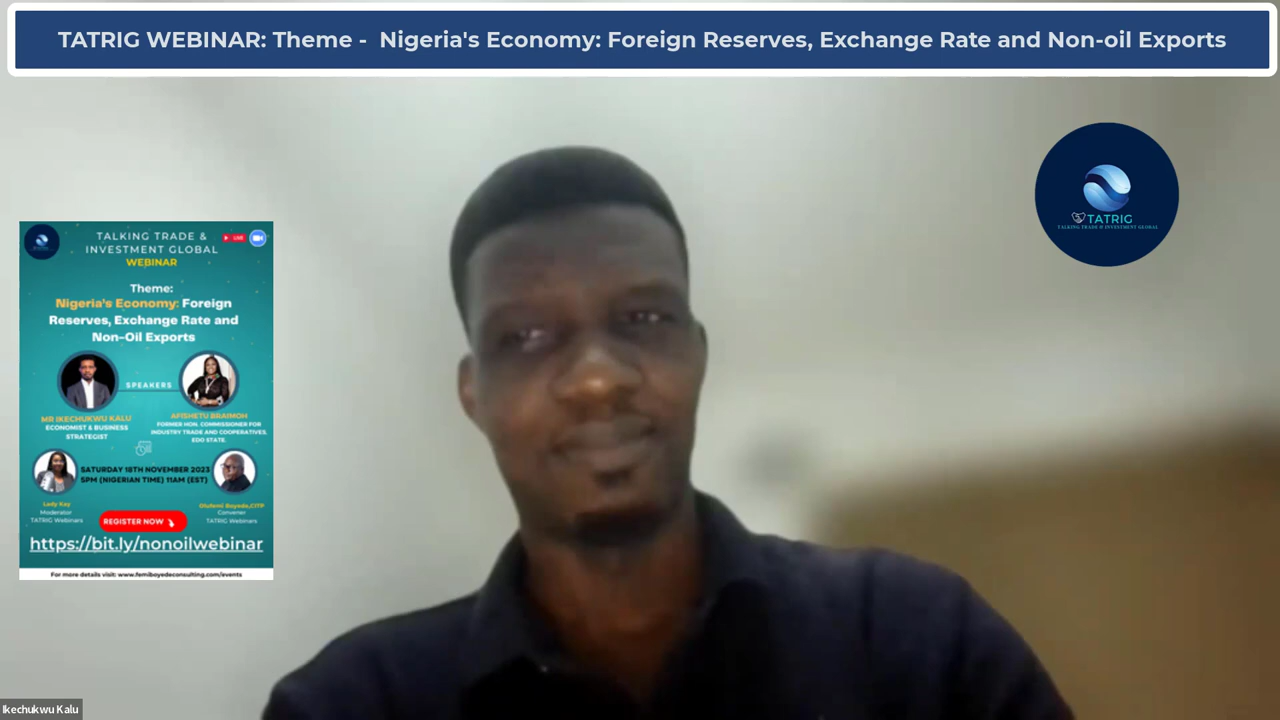 TATRIG WEBINAR: Theme - Nigeria's Economy: Foreign Reserves, Exchange Rate and Non-oil Exports
TATRIG
TALKING TRADE & INVESTMENT GLOBAL
TALKING TRADE &
INVESTMENT GLOBAL
LIVE
WEBINAR
Theme:
Nigeria's Economy: Foreign
Reserves, Exchange Rate and
Non-Oil Exports
SPEAKERS
MR IKECHUKWU KALU
ECONOMIST & BUSINESS
STRATEGIST
AFISHETU BRAIMOH
FORMER HON. COMMISSIONER FOR
INDUSTRY TRADE AND COOPERATIVES,
EDO STATE.
SATURDAY 18TH NOVEMBER 2023
5PM (NIGERIAN TIME) 11AM (EST)
Lady Kay
Moderator
TATRIG Webinars
Olufemi Boyede,CITP
Convener
TATRIG Webinars
REGISTER NOW
https://bit.ly/nonoilwebinar
For more details visit: www.femiboyedeconsulting.com/events
Ikechukwu Kalu